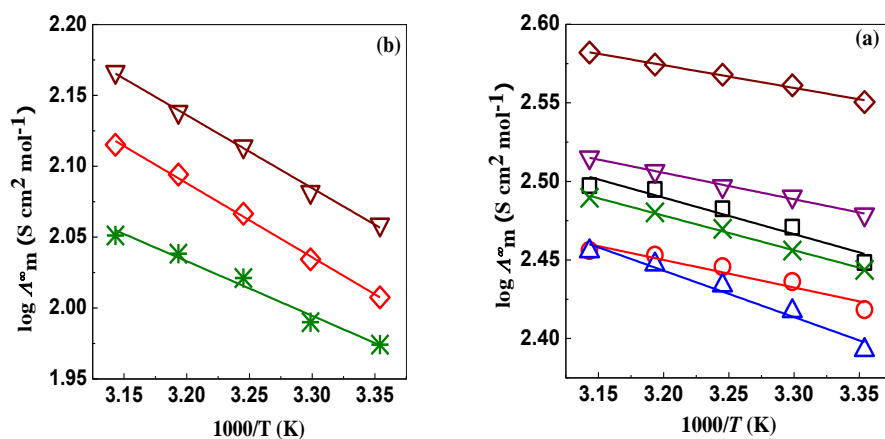 (b)
log Λ∞m (S cm2 mol-1)
2.20
2.15
2.10
2.05
2.00
1.95
3.15 3.20 3.25 3.30 3.35
1000/T (K)
(a)
log Λ∞m (S cm2 mol-1)
2.60
2.55
2.50
2.45
2.40
3.15 3.20 3.25 3.30 3.35
1000/T (K)